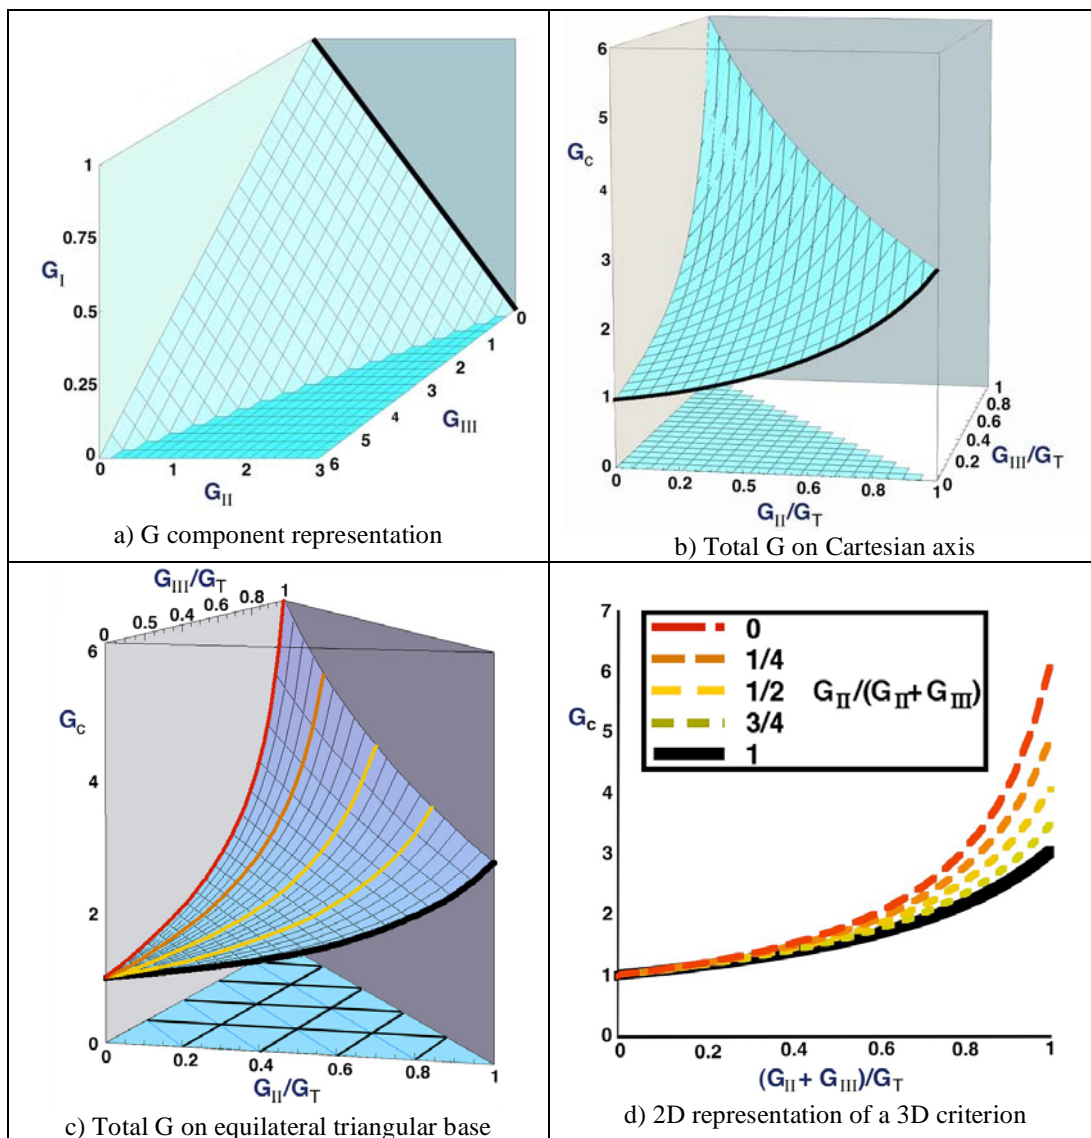 1
0.75
G_I
0.5
0.25
0
0 1 2 3
G_II
6 5 4 3 2 1 0
G_III
a) G component representation
6
5
G_c
4
3
2
1
0
0 0.2 0.5 0.6 0.8 1
G_II/G_T
0 0.2 0.4 0.6 0.8 1
G_III/G_T
b) Total G on Cartesian axis
G_III/G_T
0 0.5 0.4 0.6 0.8 1
6
G_c
4
2
0
0 0.2 0.4 0.6 0.8 1
G_II/G_T
c) Total G on equilateral triangular base
7
6
G_c
5
4
3
2
1
0
0
1/4
1/2
3/4
1
G_II/(G_II+ G_III)
0 0.2 0.4 0.6 0.8 1
(G_II + G_III)/G_T
d) 2D representation of a 3D criterion